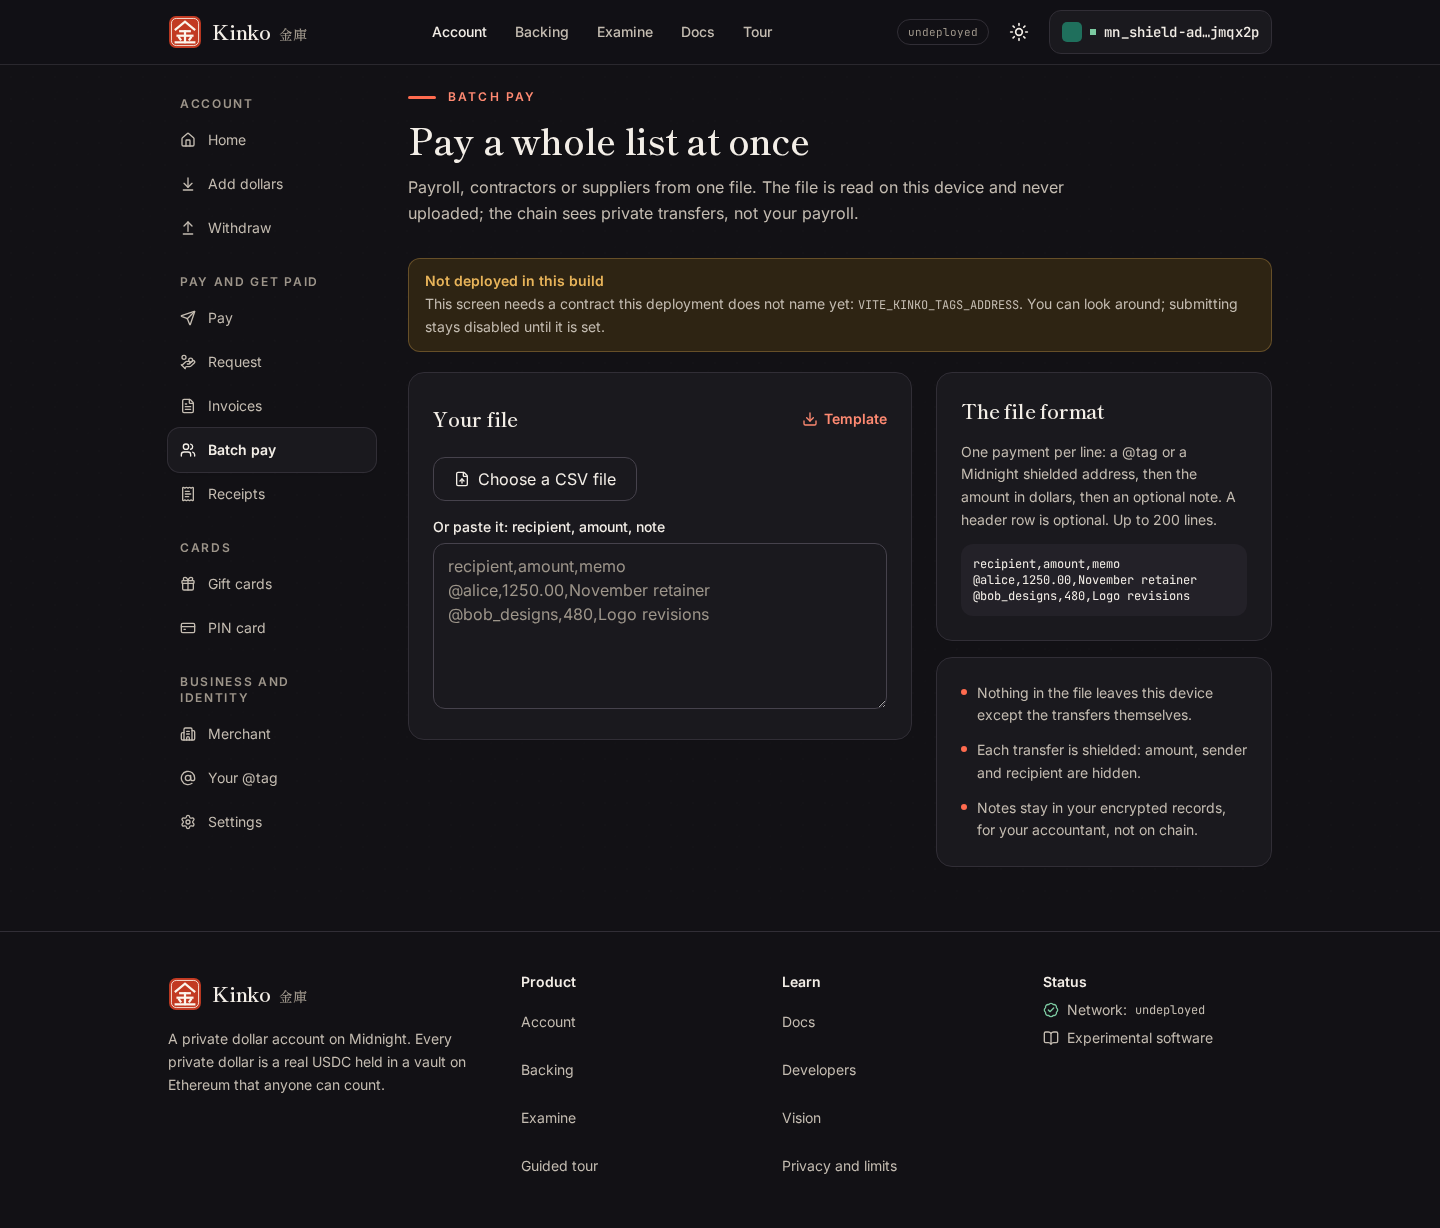 金 Kinko 金庫
Account
Backing
Examine
Docs
Tour
undeployed
mn_shield-ad…jmqx2p
ACCOUNT
Home
Add dollars
Withdraw
PAY AND GET PAID
Pay
Request
Invoices
Batch pay
Receipts
CARDS
Gift cards
PIN card
BUSINESS AND
IDENTITY
Merchant
Your @tag
Settings
BATCH PAY
Pay a whole list at once
Payroll, contractors or suppliers from one file. The file is read on this device and never
uploaded; the chain sees private transfers, not your payroll.
Not deployed in this build
This screen needs a contract this deployment does not name yet: VITE_KINKO_TAGS_ADDRESS. You can look around; submitting
stays disabled until it is set.
Your file
Template
Choose a CSV file
Or paste it: recipient, amount, note
recipient,amount,memo
@alice,1250.00,November retainer
@bob_designs,480,Logo revisions
The file format
One payment per line: a @tag or a
Midnight shielded address, then the
amount in dollars, then an optional note. A
header row is optional. Up to 200 lines.
recipient,amount,memo
@alice,1250.00,November retainer
@bob_designs,480,Logo revisions
Nothing in the file leaves this device
except the transfers themselves.
Each transfer is shielded: amount, sender
and recipient are hidden.
Notes stay in your encrypted records,
for your accountant, not on chain.
金 Kinko 金庫
A private dollar account on Midnight. Every
private dollar is a real USDC held in a vault on
Ethereum that anyone can count.
Product
Account
Backing
Examine
Guided tour
Learn
Docs
Developers
Vision
Privacy and limits
Status
Network: undeployed
Experimental software